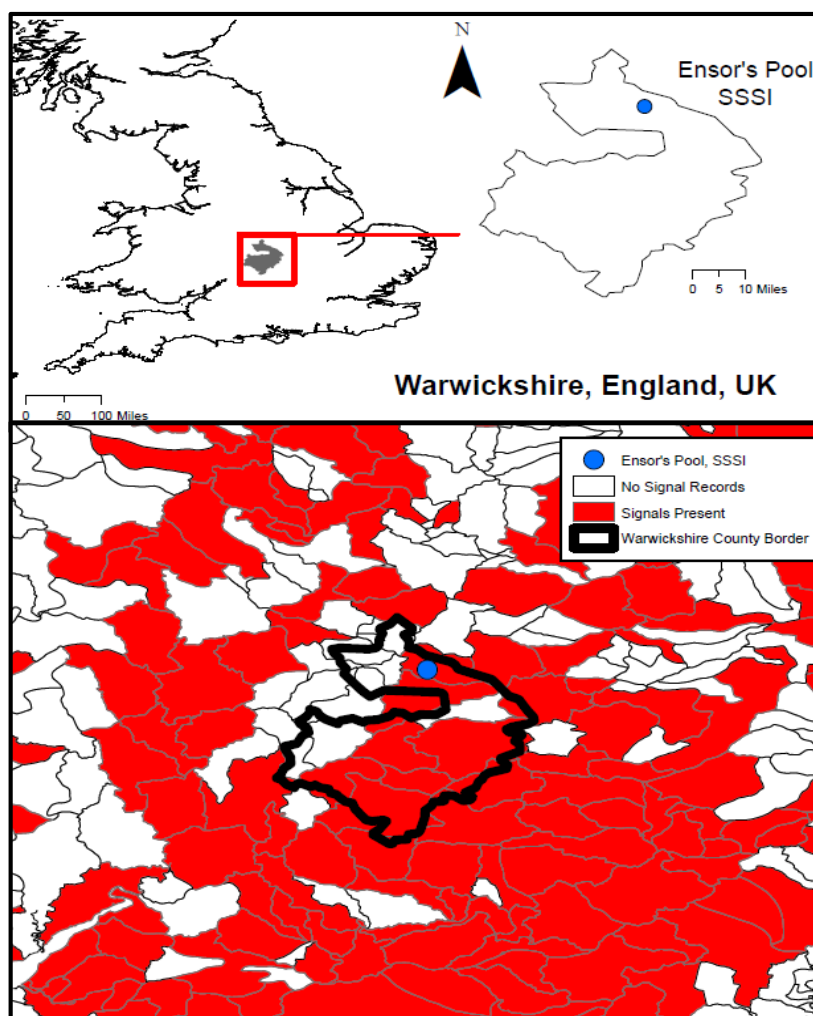 N
Ensor's Pool
SSSI
0 5 10 Miles
Warwickshire, England, UK
0 50 100 Miles
Ensor's Pool, SSSI
No Signal Records
Signals Present
Warwickshire County Border